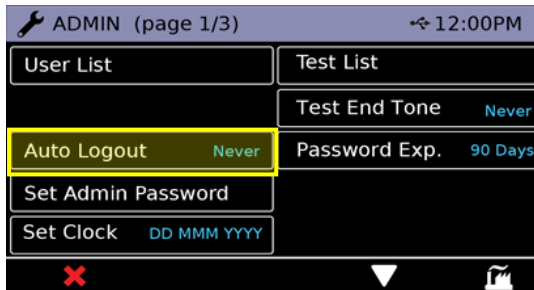 ADMIN (page 1/3) 12:00PM
User List
Test List
Test End Tone Never
Auto Logout Never
Password Exp. 90 Days
Set Admin Password
Set Clock DD MMM YYYY